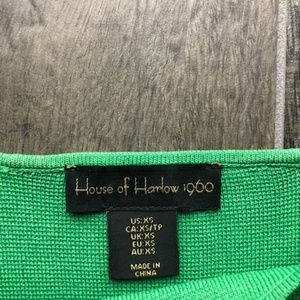 House of Harlow 1960
US:XS
CA:XS/TP
UK:XS
EU:XS
AU:XS
MADE IN
CHINA